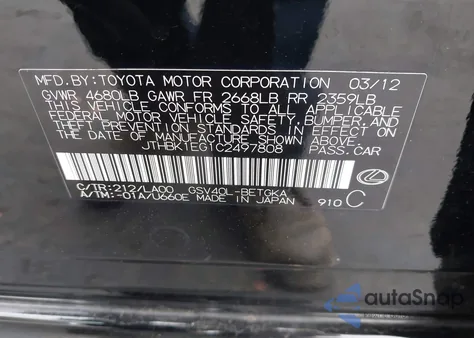 MFD.BY:TOYOTA MOTOR CORPORATION 03/12
GVWR 4680LB GAWR FR 2668LB RR 2359LB
THIS VEHICLE CONFORMS TO ALL APPLICABLE
FEDERAL MOTOR VEHICLE SAFETY, BUMPER, AND
THEFT PREVENTION STANDARDS IN EFFECT ON THE
DATE OF MANUFACTURE SHOWN ABOVE.
JTHBK1EG1C2497808 PASS.CAR
C/TR:212/LA00 GSV40L-BETGKA
A/TM:-01A/U660E MADE IN JAPAN 910 C
autoSnap